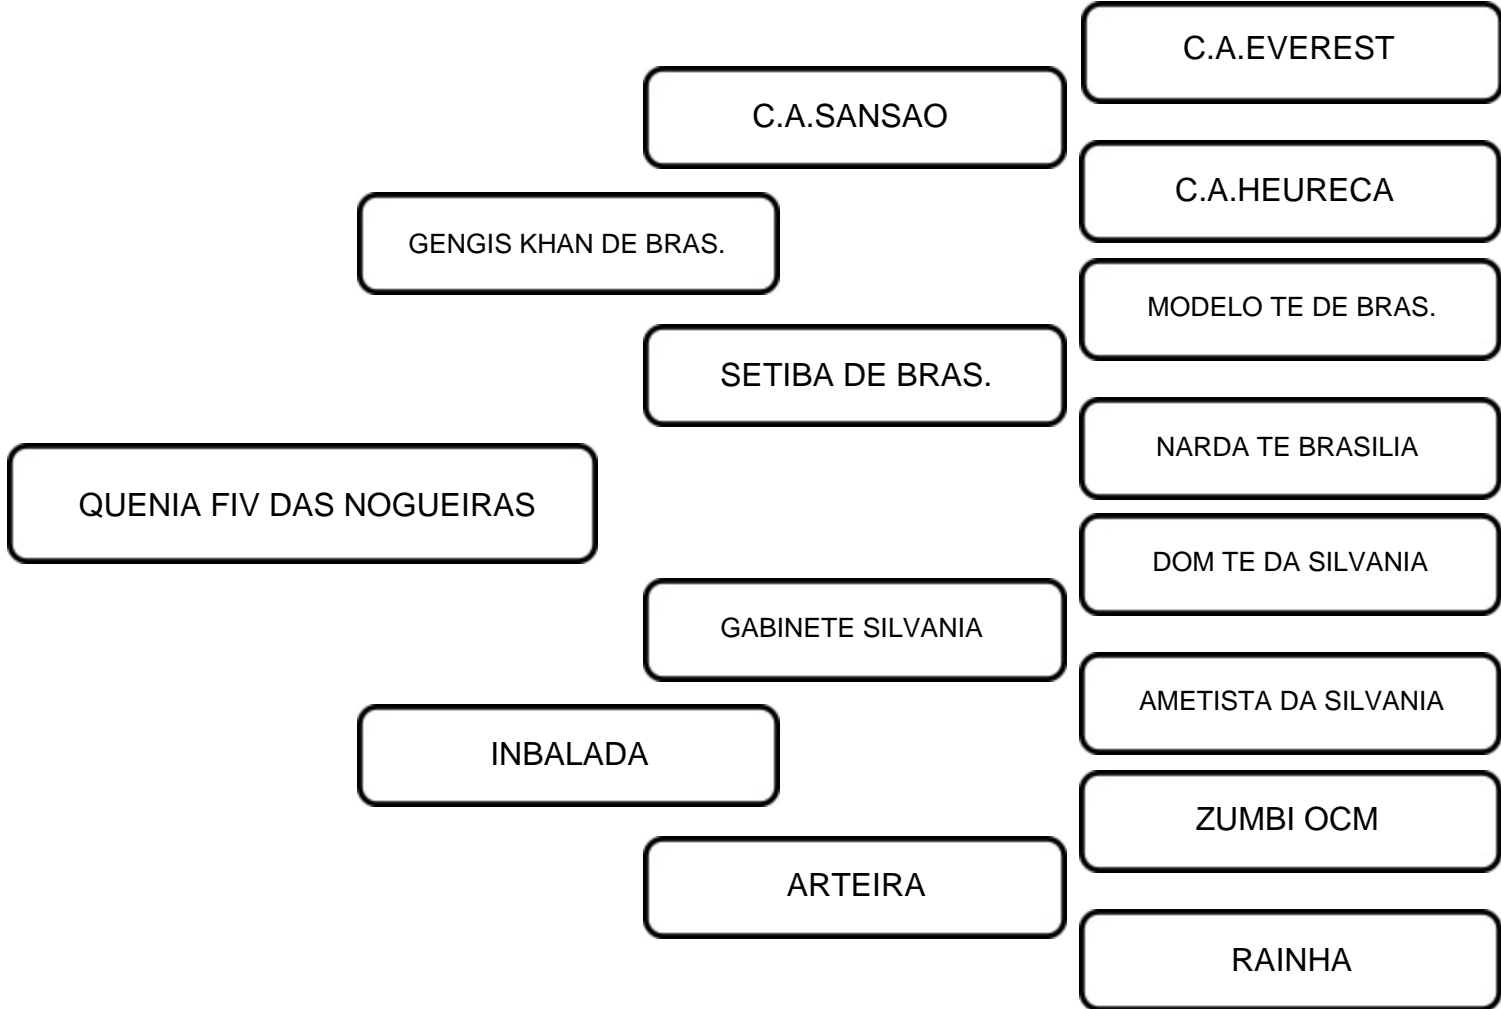 C.A.EVEREST
C.A.SANSAO
C.A.HEURECA
GENGIS KHAN DE BRAS.
MODELO TE DE BRAS.
SETIBA DE BRAS.
NARDA TE BRASILIA
QUENIA FIV DAS NOGUEIRAS
DOM TE DA SILVANIA
GABINETE SILVANIA
AMETISTA DA SILVANIA
INBALADA
ZUMBI OCM
ARTEIRA
RAINHA